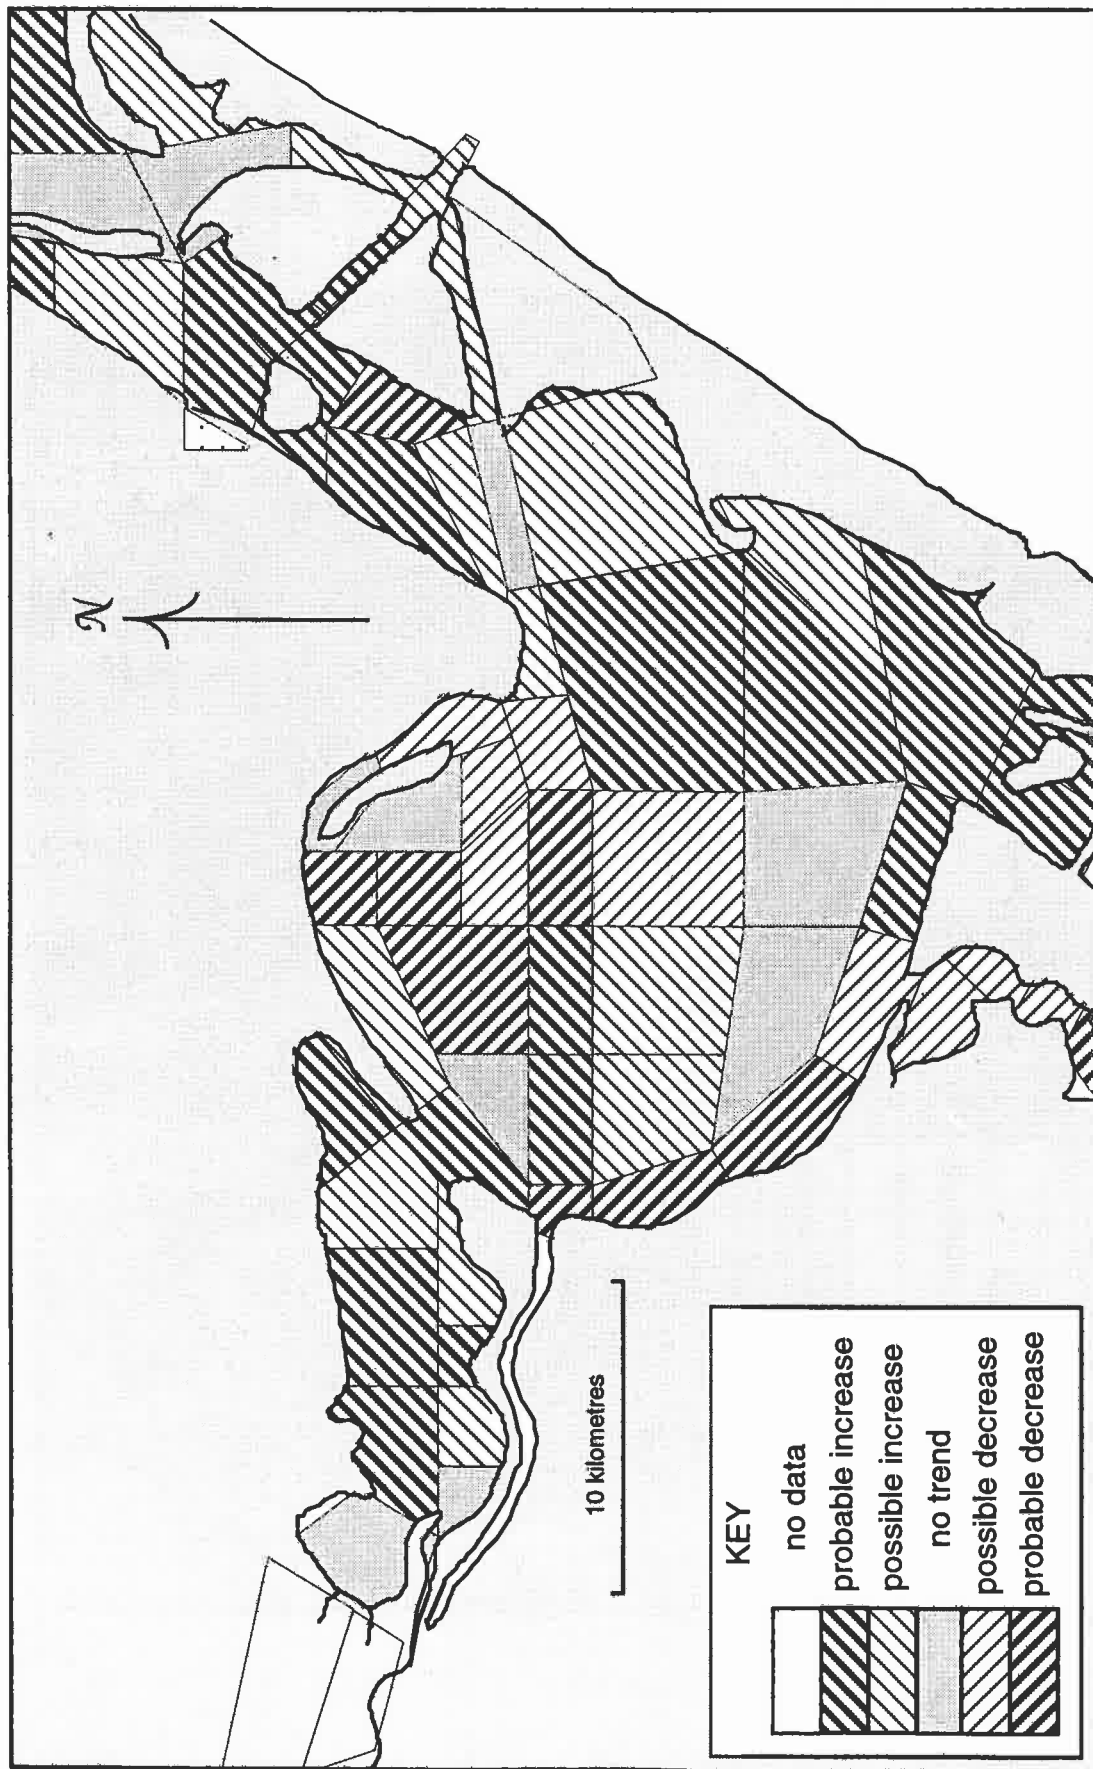 N
10 kilometres
KEY
no data
probable increase
possible increase
no trend
possible decrease
probable decrease